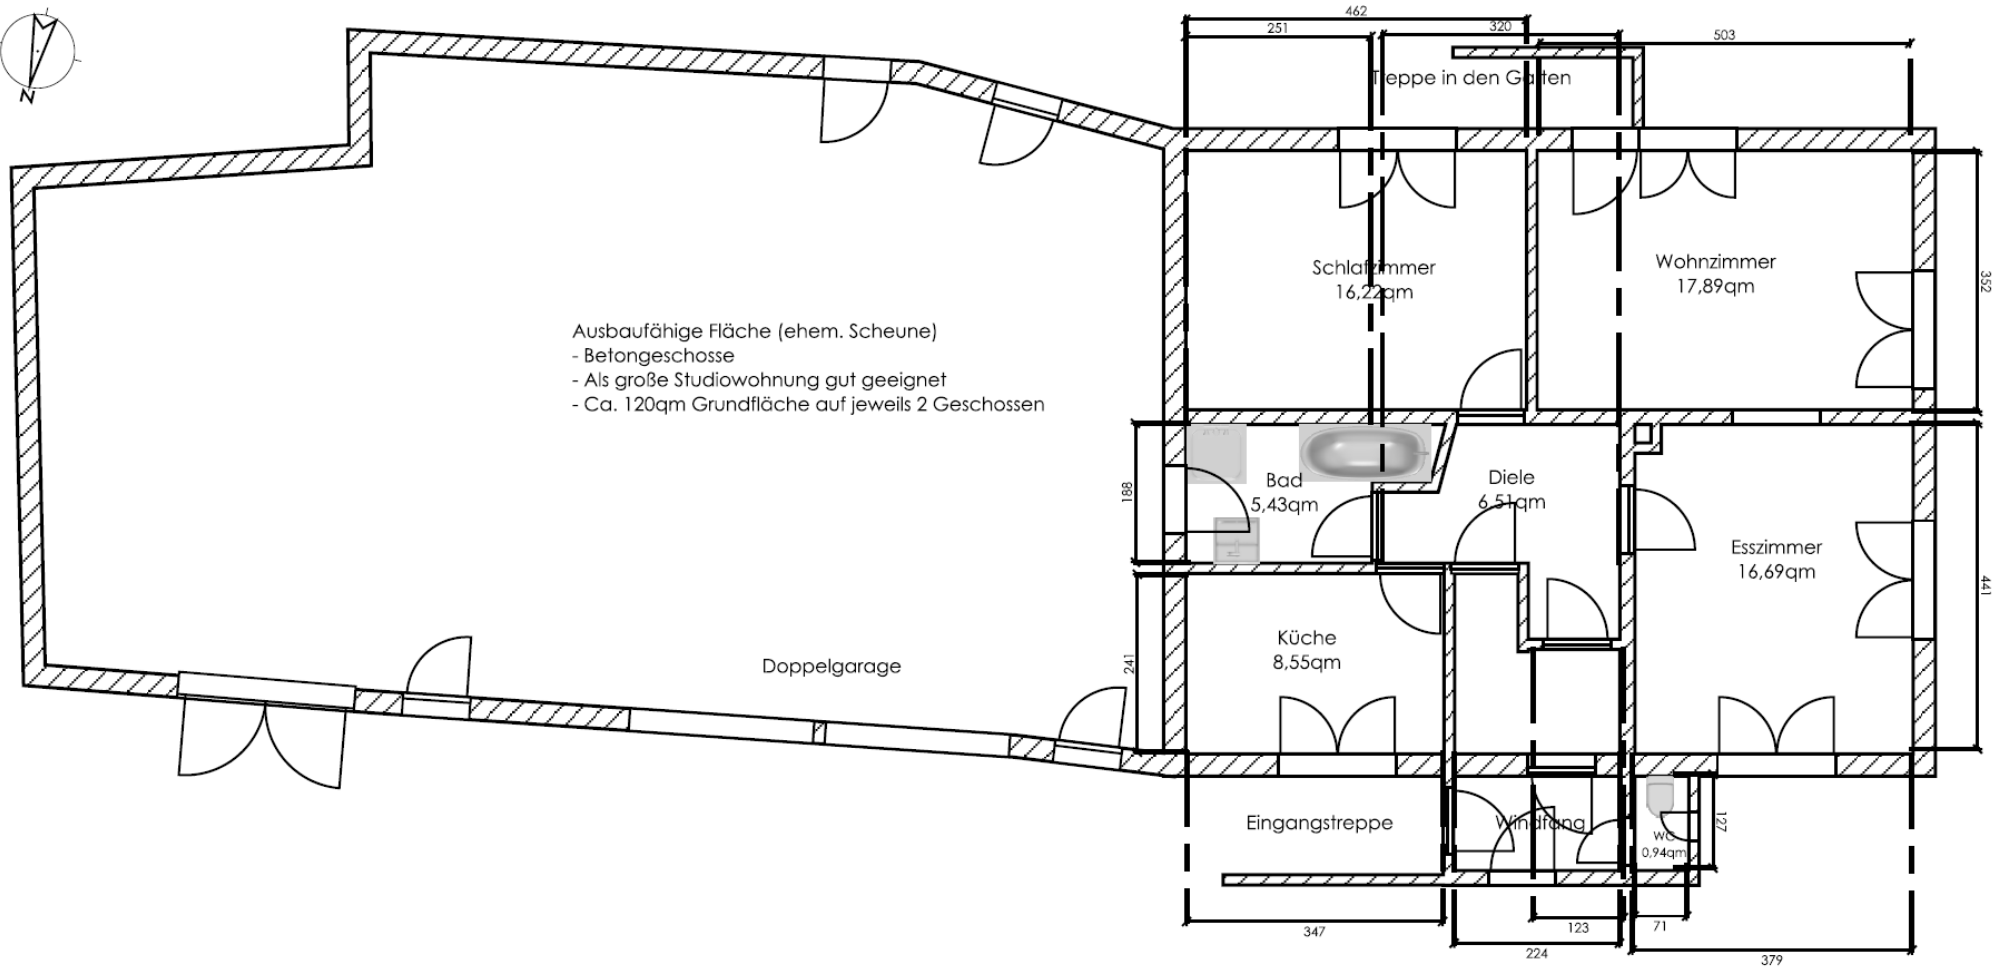 N
462
251
320
503
Treppe in den Garten
Schlafzimmer
16,22qm
Wohnzimmer
17,89qm
352
Ausbaufähige Fläche (ehem. Scheune)
- Betongeschosse
- Als große Studiowohnung gut geeignet
- Ca. 120qm Grundfläche auf jeweils 2 Geschossen
188
Bad
5,43qm
Diele
6,51qm
Esszimmer
16,69qm
441
Küche
8,55qm
241
Doppelgarage
Eingangstreppe
Windfang
WC
0,94qm
127
347
123
71
224
379